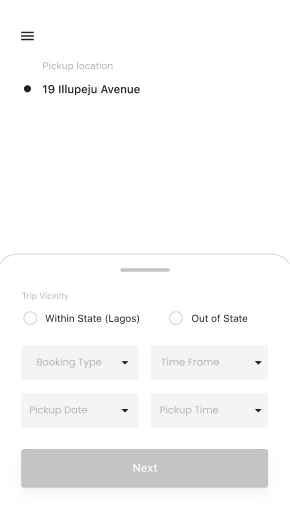 Pickup location
19 Illupeju Avenue
Trip Vicinity
Within State (Lagos) Out of State
Booking Type Time Frame
Pickup Date Pickup Time
Next